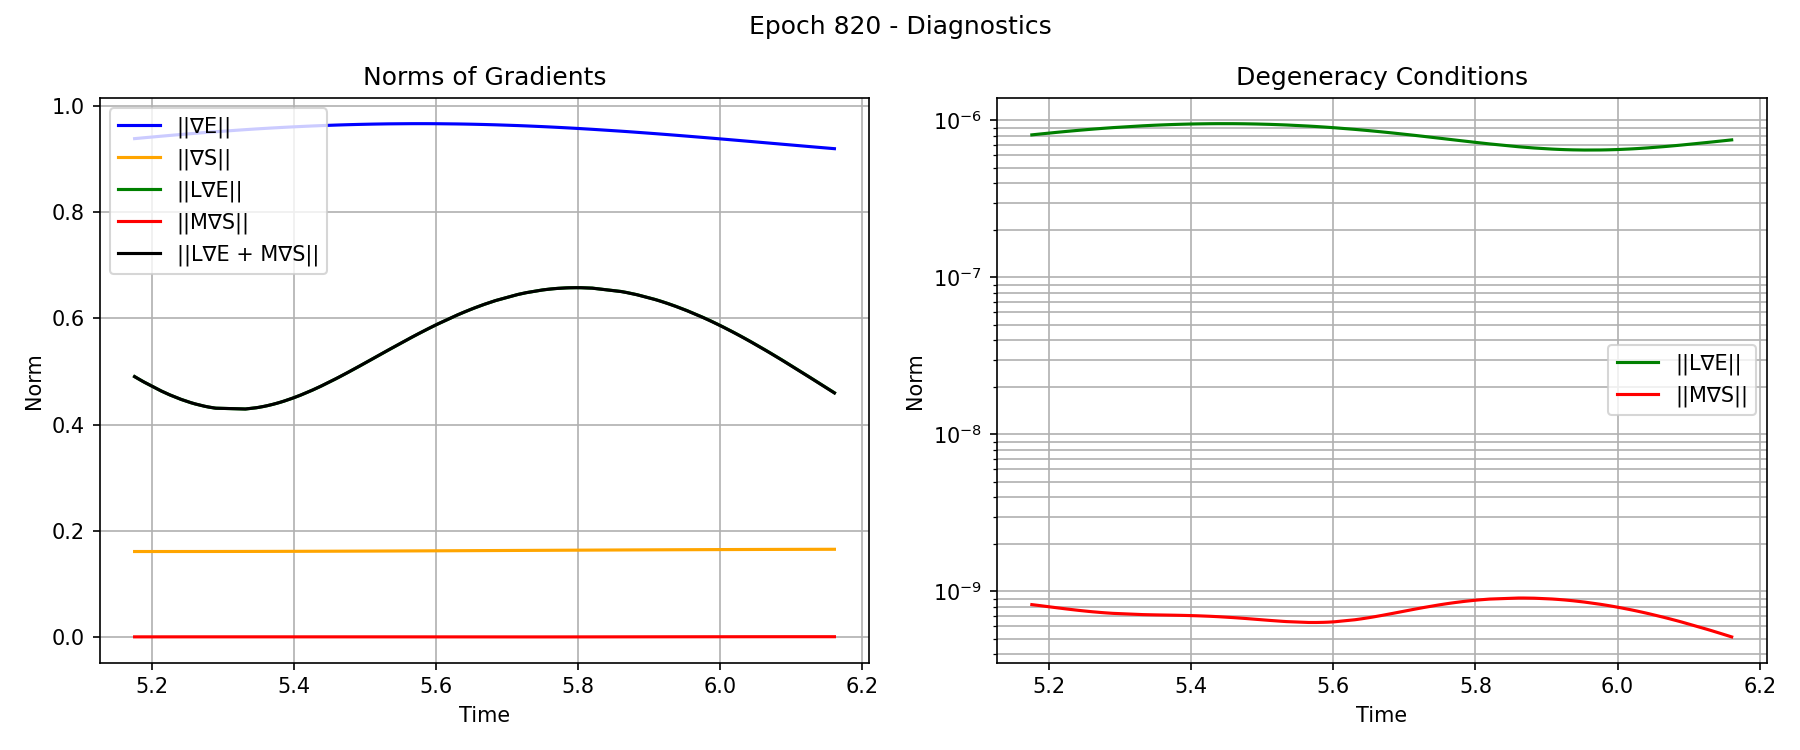 Epoch 820 - Diagnostics
Norms of Gradients
1.0
0.8
0.6
0.4
0.2
0.0
Norm
||∇E||
||∇S||
||L∇E||
||M∇S||
||L∇E + M∇S||
5.2 5.4 5.6 5.8 6.0 6.2
Time
Degeneracy Conditions
10⁻⁶
10⁻⁷
10⁻⁸
10⁻⁹
Norm
||L∇E||
||M∇S||
5.2 5.4 5.6 5.8 6.0 6.2
Time